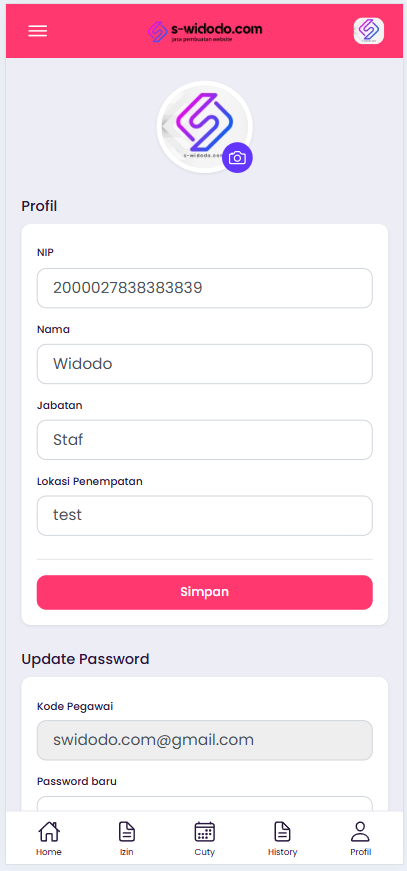 s-widodo.com
jasa pembuatan website
s-widodo.com
Profil
NIP
2000027838383839
Nama
Widodo
Jabatan
Staf
Lokasi Penempatan
test
Simpan
Update Password
Kode Pegawai
swidodo.com@gmail.com
Password baru
Home
Izin
Cuty
History
Profil